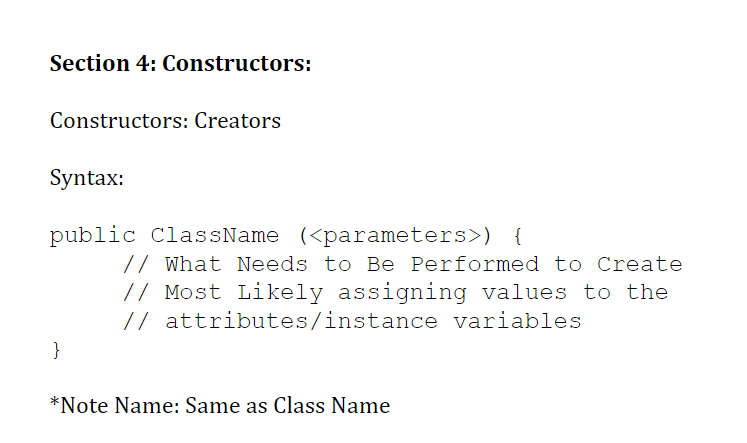 Section 4: Constructors:
Constructors: Creators
Syntax:
public ClassName (<parameters>) {
// What Needs to Be Performed to Create
// Most Likely assigning values to the
// attributes/instance variables
}
*Note Name: Same as Class Name